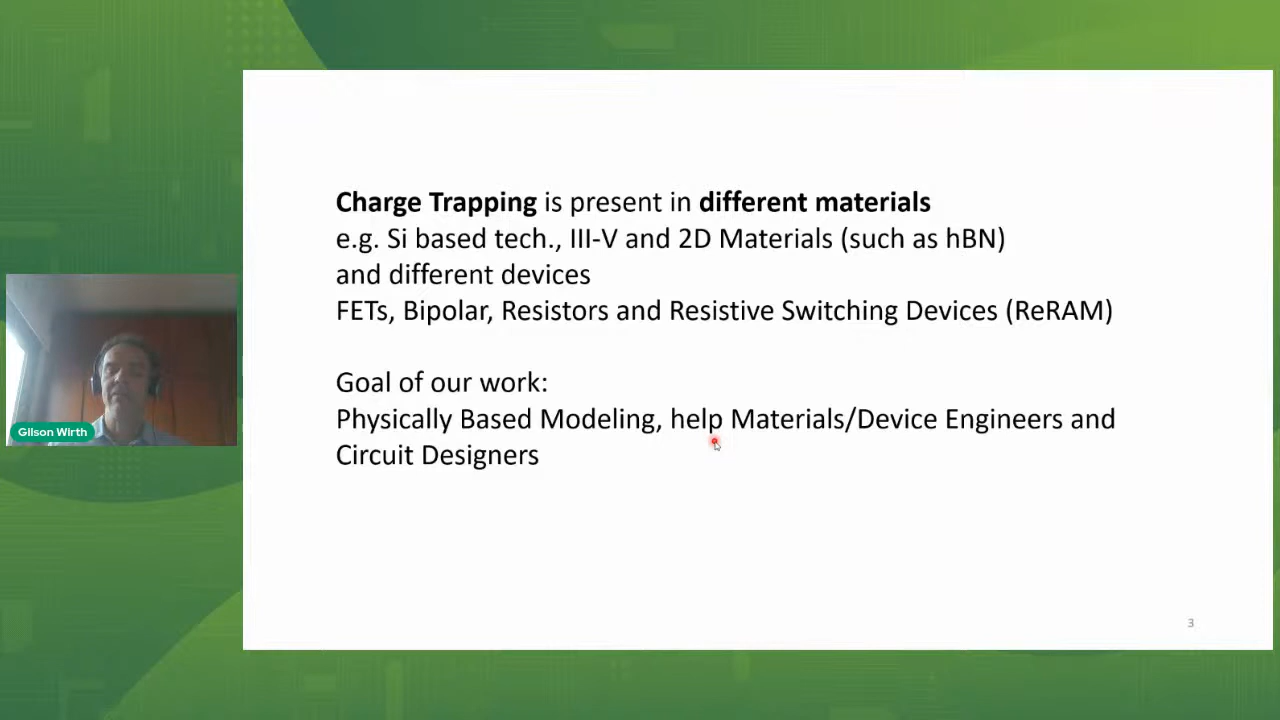 Charge Trapping is present in different materials
e.g. Si based tech., III-V and 2D Materials (such as hBN)
and different devices
FETs, Bipolar, Resistors and Resistive Switching Devices (ReRAM)
Goal of our work:
Physically Based Modeling, help Materials/Device Engineers and
Circuit Designers
Gilson Wirth
3